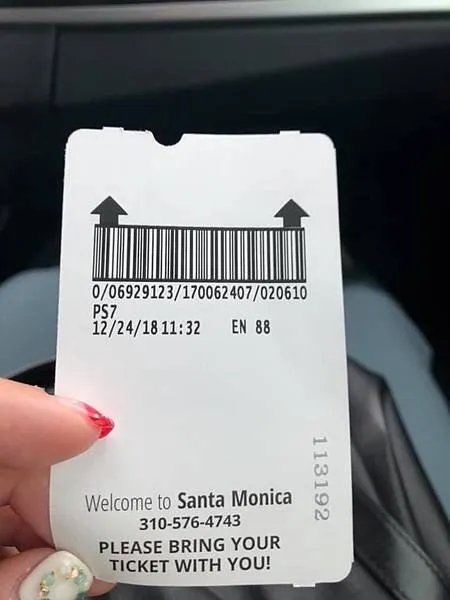 0/06929123/170062407/020610
PS7
12/24/18 11:32 EN 88
113192
Welcome to Santa Monica
310-576-4743
PLEASE BRING YOUR
TICKET WITH YOU!